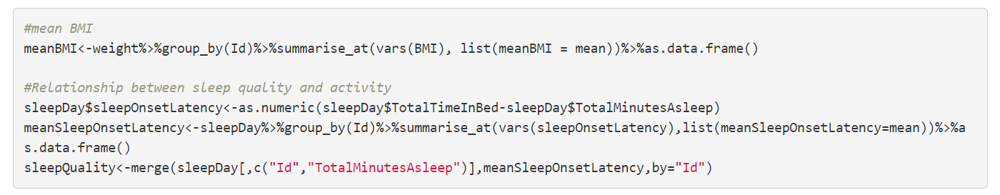 #mean BMI
meanBMI<-weight%>%group_by(Id)%>%summarise_at(vars(BMI), list(meanBMI = mean))%>%as.data.frame()
#Relationship between sleep quality and activity
sleepDay$sleepOnsetLatency<-as.numeric(sleepDay$TotalTimeInBed-sleepDay$TotalMinutesAsleep)
meanSleepOnsetLatency<-sleepDay%>%group_by(Id)%>%summarise_at(vars(sleepOnsetLatency),list(meanSleepOnsetLatency=mean))%>%a
s.data.frame()
sleepQuality<-merge(sleepDay[,c("Id","TotalMinutesAsleep")],meanSleepOnsetLatency,by="Id")